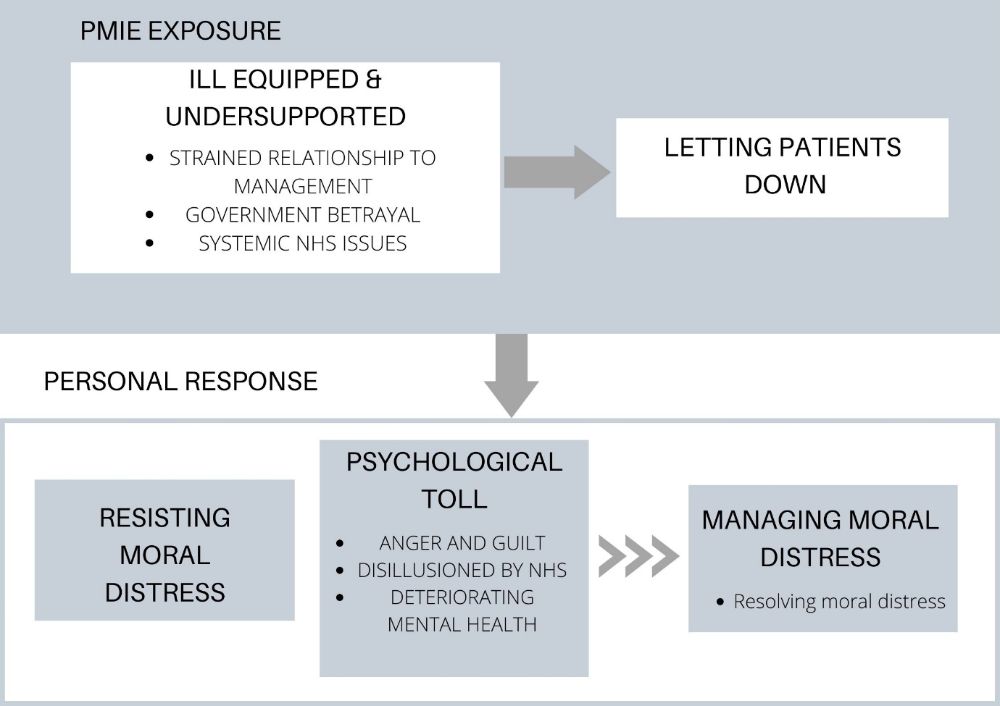 PMIE EXPOSURE
ILL EQUIPPED &
UNDERSUPPORTED
• STRAINED RELATIONSHIP TO
MANAGEMENT
• GOVERNMENT BETRAYAL
• SYSTEMIC NHS ISSUES
LETTING PATIENTS
DOWN
PERSONAL RESPONSE
RESISTING
MORAL
DISTRESS
PSYCHOLOGICAL
TOLL
• ANGER AND GUILT
• DISILLUSIONED BY NHS
• DETERIORATING
MENTAL HEALTH
MANAGING MORAL
DISTRESS
• Resolving moral distress